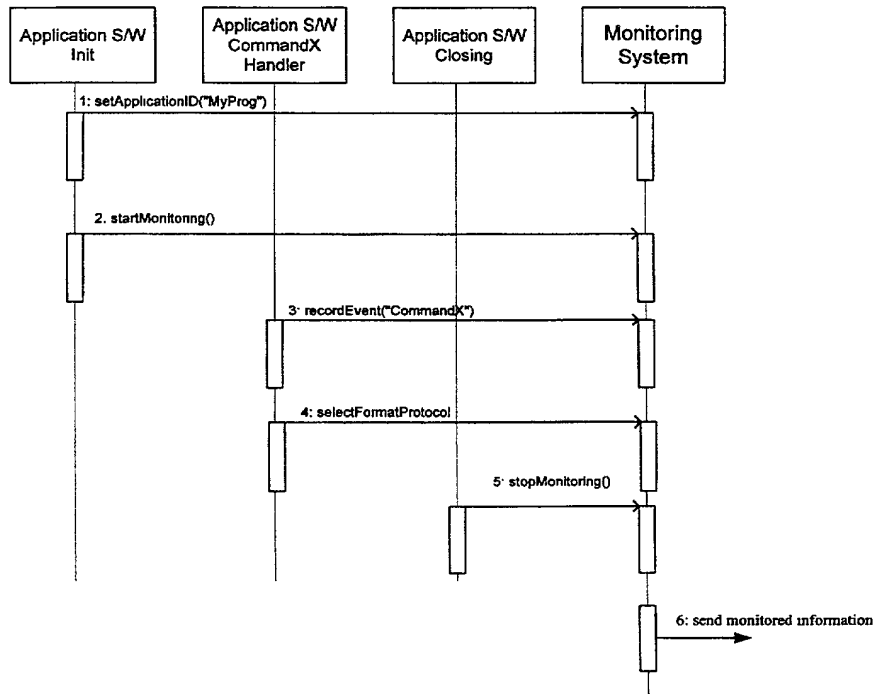 Application S/W
Init
Application S/W
CommandX
Handler
Application S/W
Closing
Monitoring
System
1: setApplicationID("MyProg")
2. startMonitoring()
3: recordEvent("CommandX")
4: selectFormatProtocol
5: stopMonitoring()
6: send monitored information